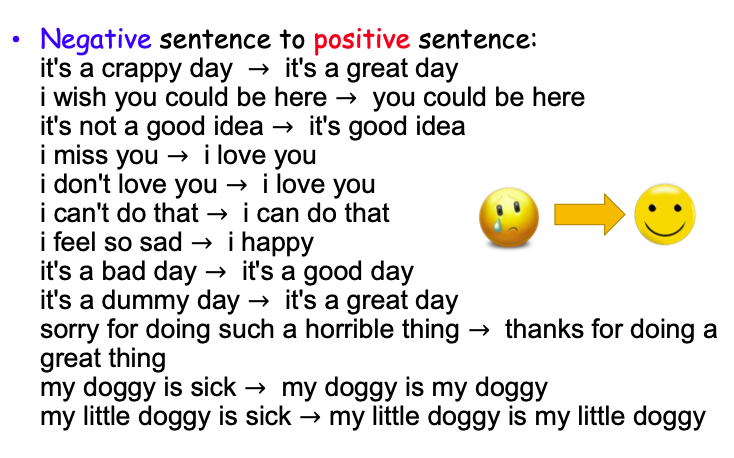 • Negative sentence to positive sentence:
it's a crappy day → it's a great day
i wish you could be here → you could be here
it's not a good idea → it's good idea
i miss you → i love you
i don't love you → i love you
i can't do that → i can do that
i feel so sad → i happy
it's a bad day → it's a good day
it's a dummy day → it's a great day
sorry for doing such a horrible thing → thanks for doing a
great thing
my doggy is sick → my doggy is my doggy
my little doggy is sick → my little doggy is my little doggy